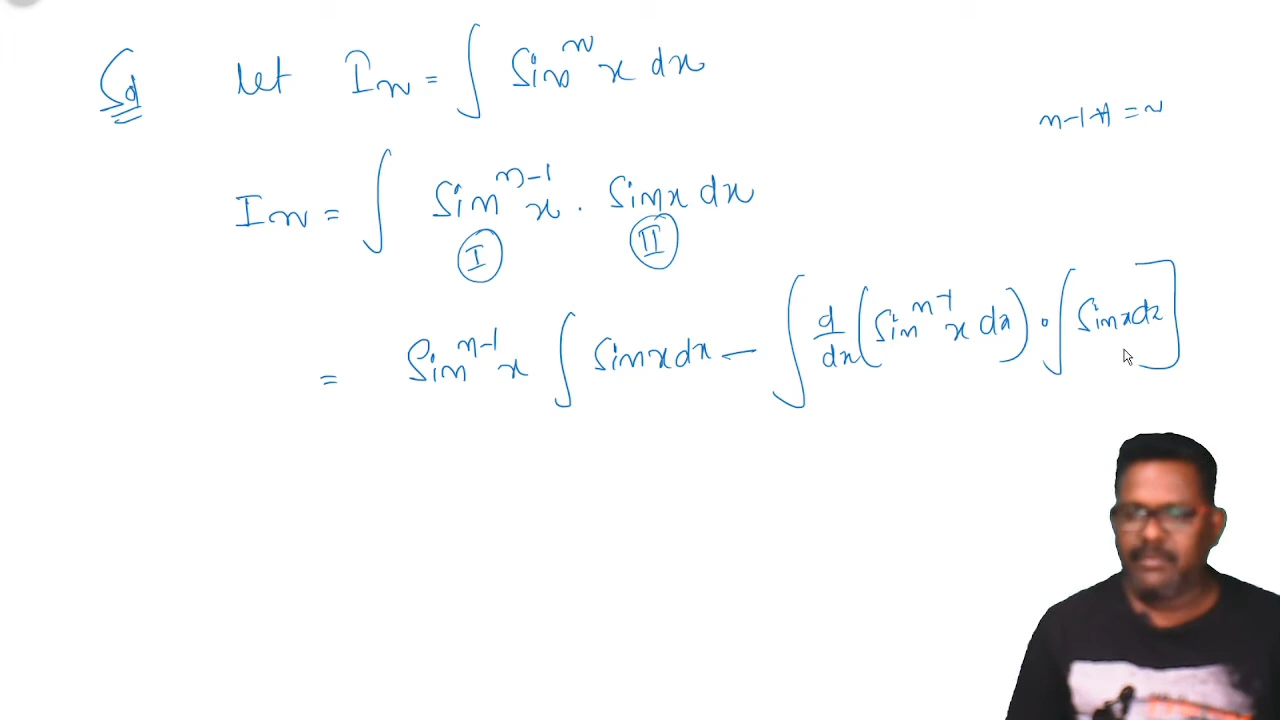 Sol let Iₙ = ∫ Sinⁿ x dx
n-1+1 = n
Iₙ = ∫ Sinⁿ⁻¹ x . Sinx dx
I II
= Sinⁿ⁻¹ x ∫ Sinx dx - ∫ d/dx (Sinⁿ⁻¹ x dx) . ∫ Sinx dx ]